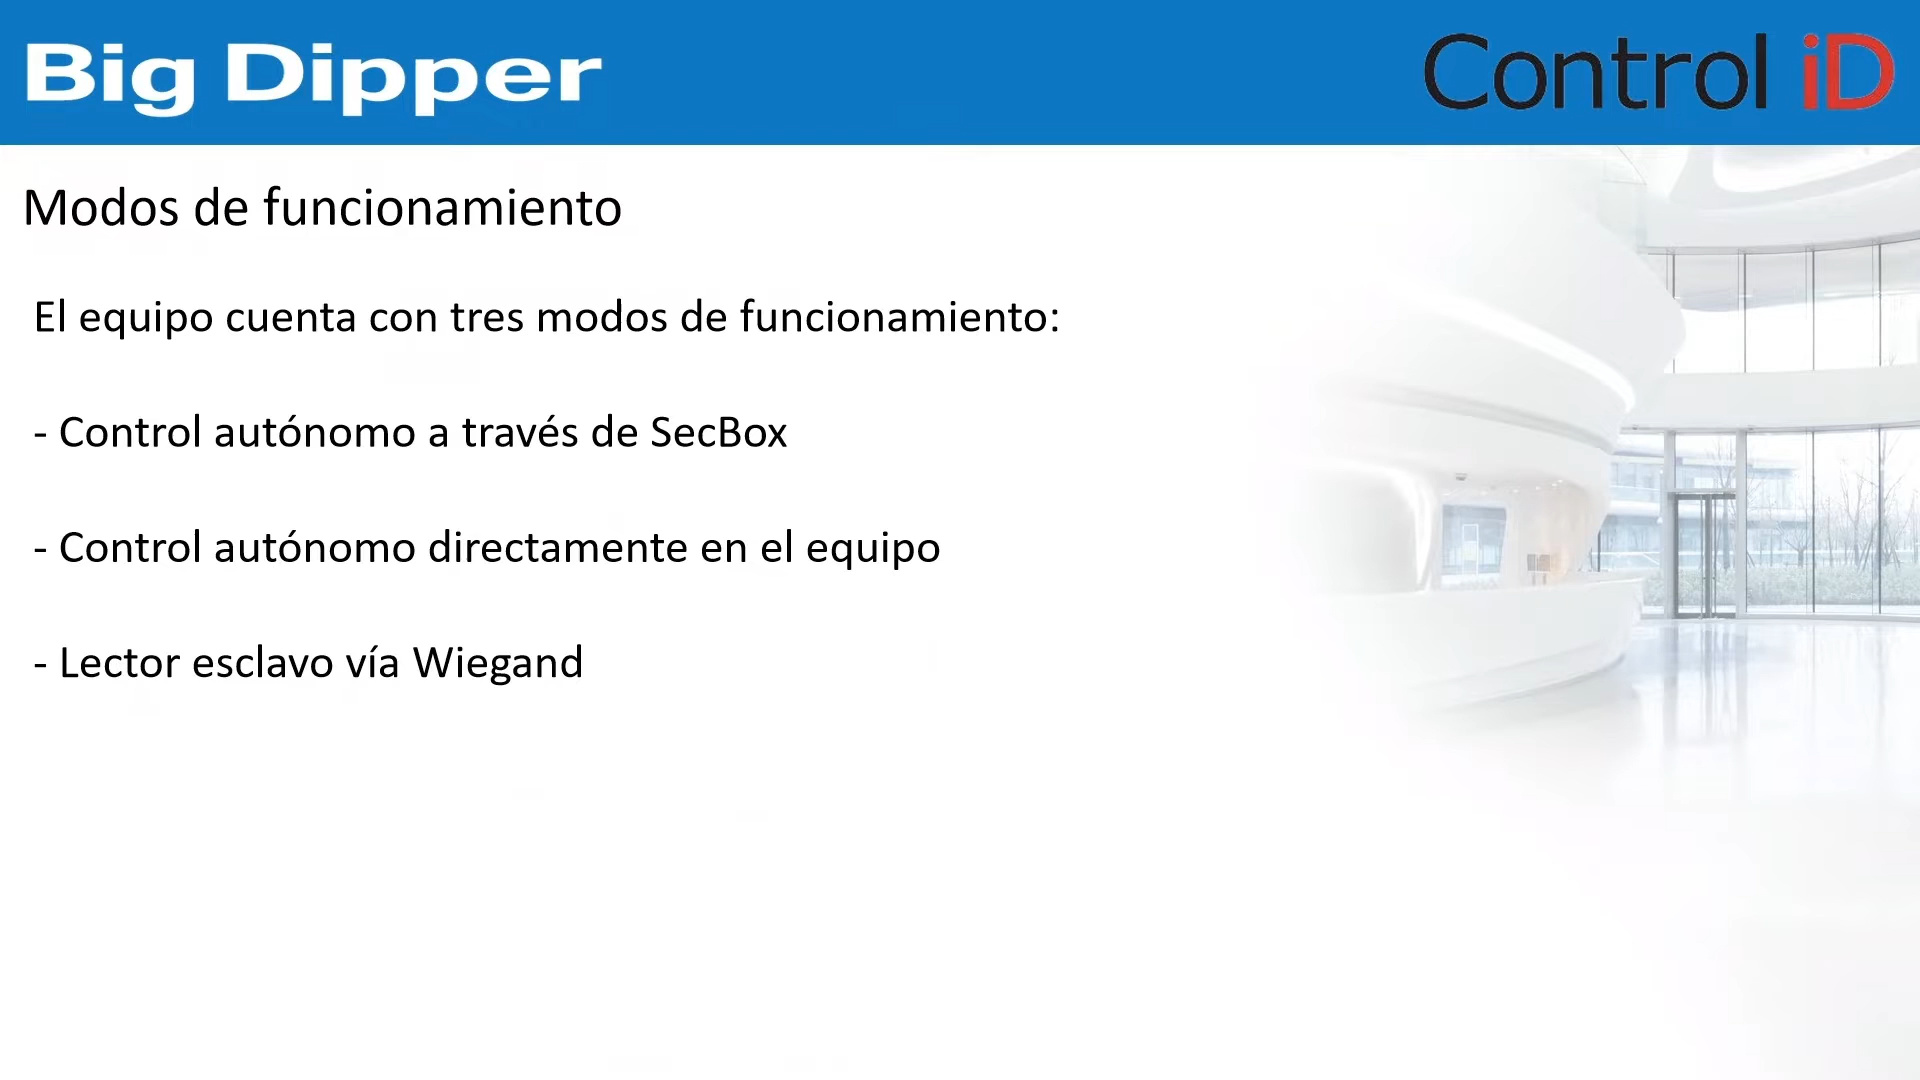 Big Dipper
Control iD
Modos de funcionamiento
El equipo cuenta con tres modos de funcionamiento:
- Control autónomo a través de SecBox
- Control autónomo directamente en el equipo
- Lector esclavo vía Wiegand